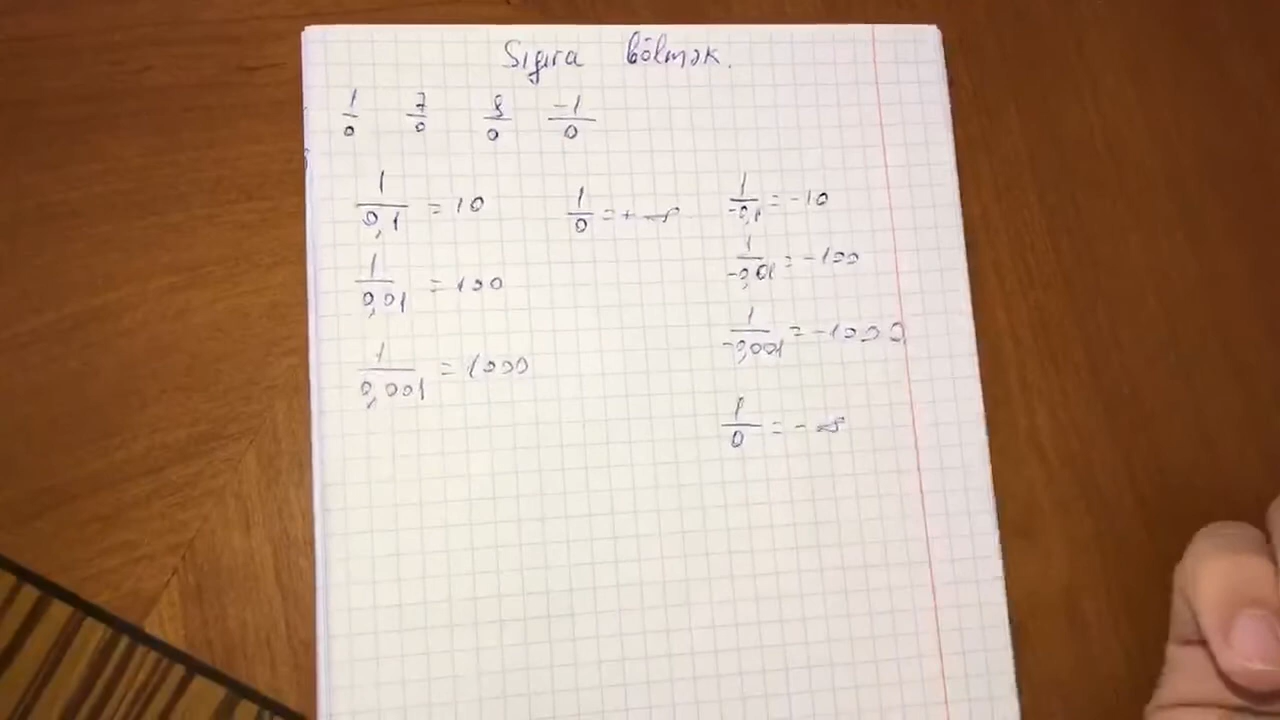 Sıfıra bölmək.
1/0 7/0 8/0 -1/0
1/0,1 = 10 1/0 = +∞ 1/-0,1 = -10
1/0,01 = 100 1/-0,01 = -100
1/0,001 = 1000 1/-0,001 = -1000
1/0 = -∞